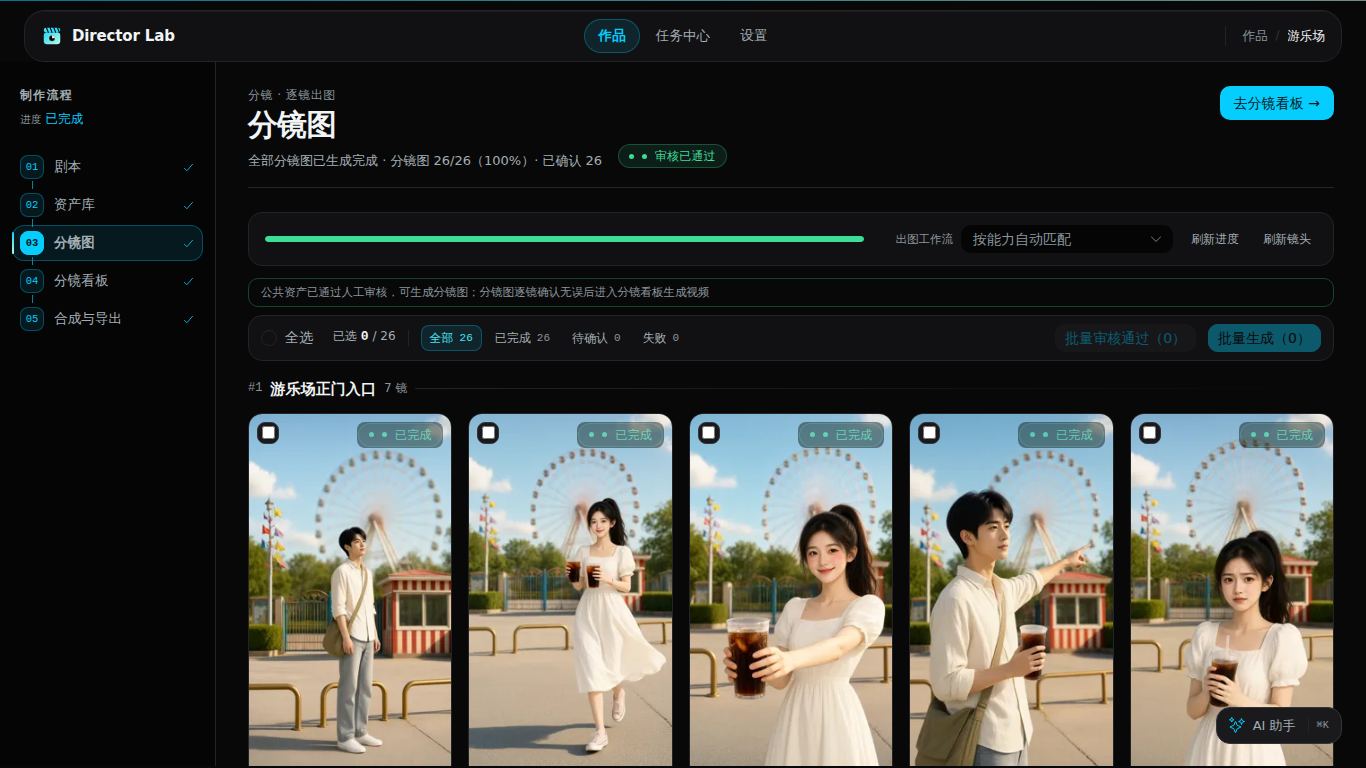 Director Lab
作品
任务中心
设置
作品 / 游乐场
制作流程
进度 已完成
01 剧本
02 资产库
03 分镜图
04 分镜看板
05 合成与导出
分镜 · 逐镜出图
分镜图
全部分镜图已生成完成 · 分镜图 26/26（100%）· 已确认 26
审核已通过
去分镜看板 →
出图工作流
按能力自动匹配
刷新进度
刷新镜头
公共资产已通过人工审核，可生成分镜图；分镜图逐镜确认无误后进入分镜看板生成视频
全选
已选 0 / 26
全部 26
已完成 26
待确认 0
失败 0
批量审核通过（0）
批量生成（0）
#1 游乐场正门入口 7 镜
已完成
已完成
已完成
已完成
已完成
AI 助手
⌘K